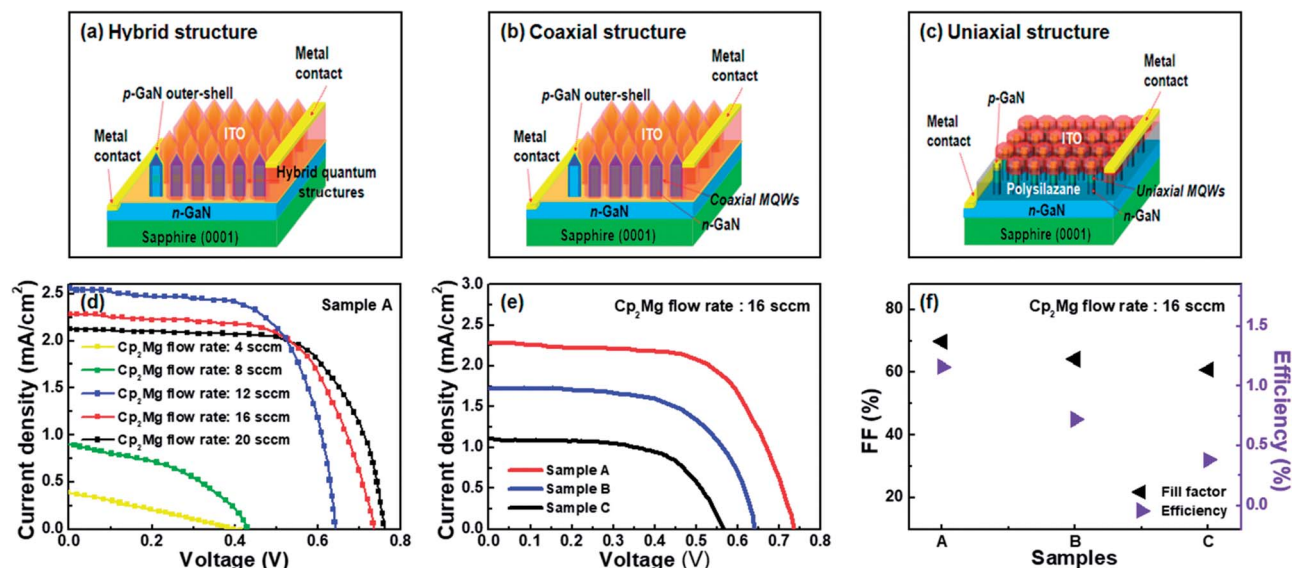 (a) Hybrid structure
Metal
contact
p-GaN outer-shell
ITO
Metal
contact
Hybrid quantum
structures
n-GaN
Sapphire (0001)
(b) Coaxial structure
Metal
contact
p-GaN outer-shell
ITO
Metal
contact
Coaxial MQWs
n-GaN
n-GaN
Sapphire (0001)
(c) Uniaxial structure
Metal
contact
p-GaN
ITO
Metal
contact
Polysilazane
Uniaxial MQWs
n-GaN
n-GaN
Sapphire (0001)
(d)
Sample A
Cp₂Mg flow rate: 4 sccm
Cp₂Mg flow rate: 8 sccm
Cp₂Mg flow rate: 12 sccm
Cp₂Mg flow rate: 16 sccm
Cp₂Mg flow rate: 20 sccm
Current density (mA/cm²)
2.5
2.0
1.5
1.0
0.5
0.0
0.0 0.2 0.4 0.6 0.8
Voltage (V)
(e)
Cp₂Mg flow rate : 16 sccm
Sample A
Sample B
Sample C
Current density (mA/cm²)
3.0
2.5
2.0
1.5
1.0
0.5
0.0
0.0 0.1 0.2 0.3 0.4 0.5 0.6 0.7 0.8
Voltage (V)
(f)
Cp₂Mg flow rate : 16 sccm
FF (%)
80
60
40
20
Fill factor
Efficiency
A B C
Samples
1.5
1.0
0.5
0.0
Efficiency (%)